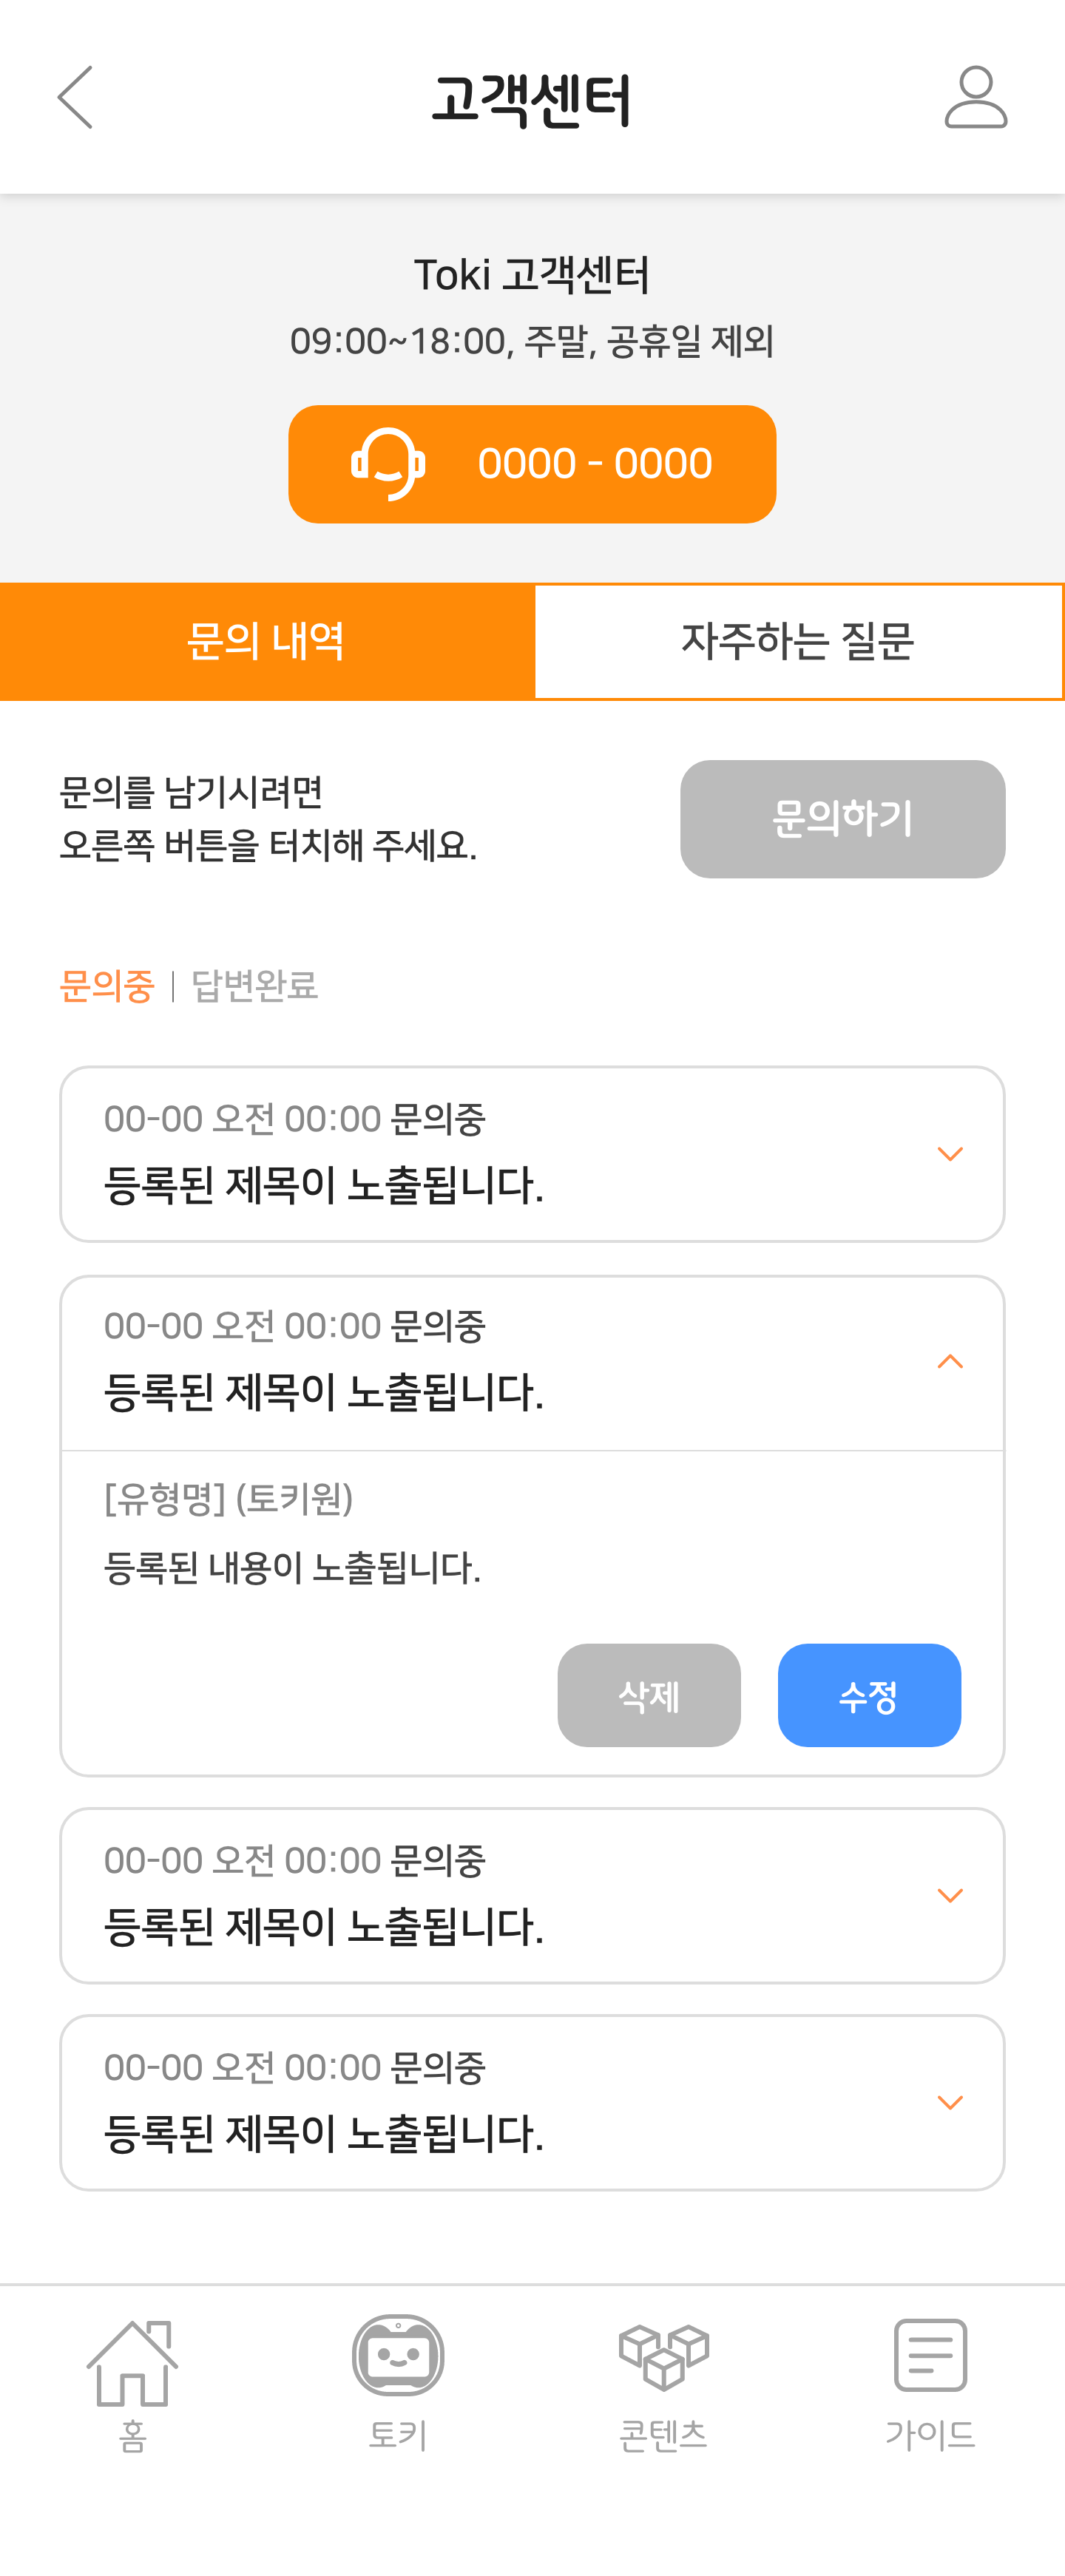 고객센터
Toki 고객센터
09:00~18:00, 주말, 공휴일 제외
0000 - 0000
문의 내역
자주하는 질문
문의를 남기시려면
오른쪽 버튼을 터치해 주세요.
문의하기
문의중 | 답변완료
00-00 오전 00:00 문의중
등록된 제목이 노출됩니다.
00-00 오전 00:00 문의중
등록된 제목이 노출됩니다.
[유형명] (토키원)
등록된 내용이 노출됩니다.
삭제
수정
00-00 오전 00:00 문의중
등록된 제목이 노출됩니다.
00-00 오전 00:00 문의중
등록된 제목이 노출됩니다.
홈
토키
콘텐츠
가이드